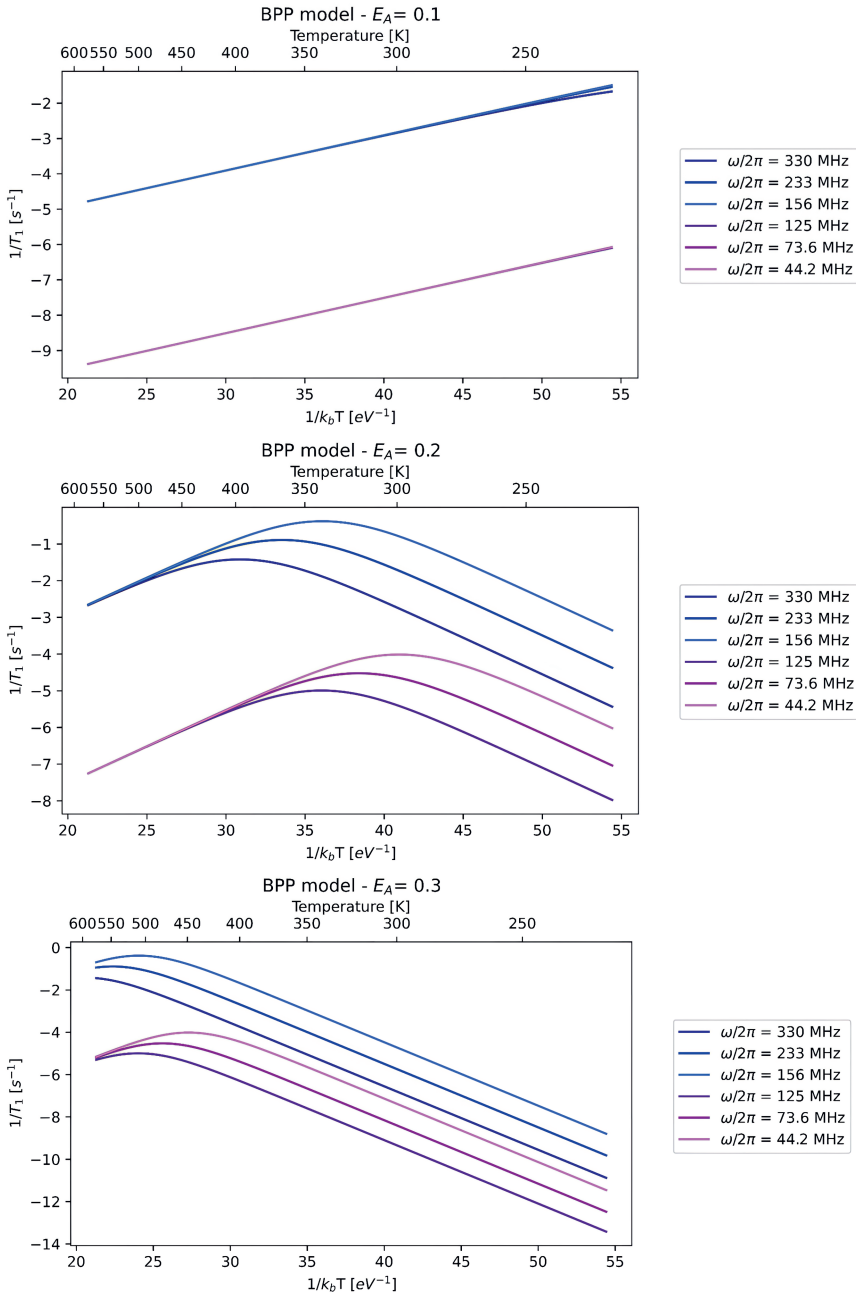 BPP model - E_A= 0.1
Temperature [K]
600 550 500 450 400 350 300 250
−2
−3
−4
−5
−6
−7
−8
−9
1/T₁ [s⁻¹]
20 25 30 35 40 45 50 55
1/k_bT [eV⁻¹]
ω/2π = 330 MHz
ω/2π = 233 MHz
ω/2π = 156 MHz
ω/2π = 125 MHz
ω/2π = 73.6 MHz
ω/2π = 44.2 MHz
BPP model - E_A= 0.2
Temperature [K]
600 550 500 450 400 350 300 250
−1
−2
−3
−4
−5
−6
−7
−8
1/T₁ [s⁻¹]
20 25 30 35 40 45 50 55
1/k_bT [eV⁻¹]
ω/2π = 330 MHz
ω/2π = 233 MHz
ω/2π = 156 MHz
ω/2π = 125 MHz
ω/2π = 73.6 MHz
ω/2π = 44.2 MHz
BPP model - E_A= 0.3
Temperature [K]
600 550 500 450 400 350 300 250
0
−2
−4
−6
−8
−10
−12
−14
1/T₁ [s⁻¹]
20 25 30 35 40 45 50 55
1/k_bT [eV⁻¹]
ω/2π = 330 MHz
ω/2π = 233 MHz
ω/2π = 156 MHz
ω/2π = 125 MHz
ω/2π = 73.6 MHz
ω/2π = 44.2 MHz